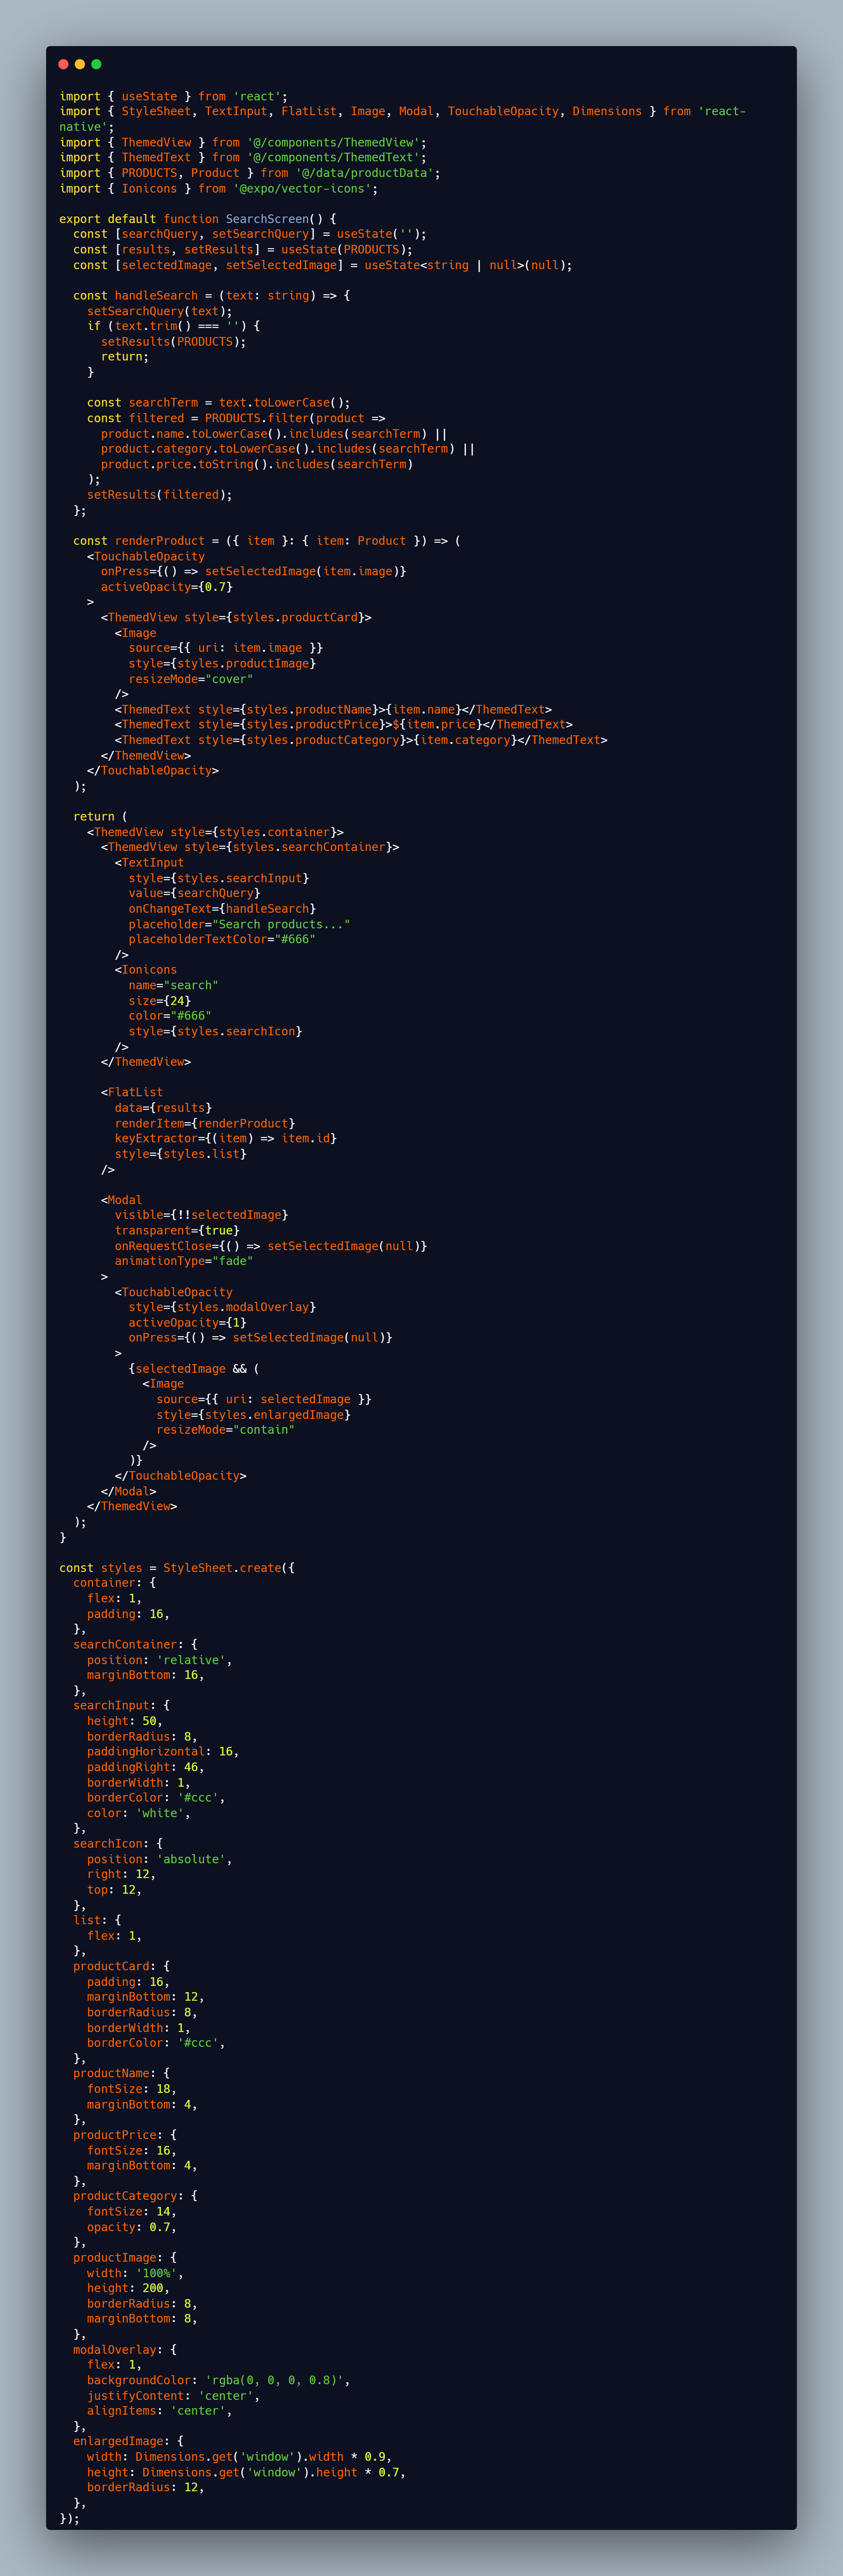 import { useState } from 'react';
import { StyleSheet, TextInput, FlatList, Image, Modal, TouchableOpacity, Dimensions } from 'react-
native';
import { ThemedView } from '@/components/ThemedView';
import { ThemedText } from '@/components/ThemedText';
import { PRODUCTS, Product } from '@/data/productData';
import { Ionicons } from '@expo/vector-icons';

export default function SearchScreen() {
  const [searchQuery, setSearchQuery] = useState('');
  const [results, setResults] = useState(PRODUCTS);
  const [selectedImage, setSelectedImage] = useState<string | null>(null);

  const handleSearch = (text: string) => {
    setSearchQuery(text);
    if (text.trim() === '') {
      setResults(PRODUCTS);
      return;
    }

    const searchTerm = text.toLowerCase();
    const filtered = PRODUCTS.filter(product =>
      product.name.toLowerCase().includes(searchTerm) ||
      product.category.toLowerCase().includes(searchTerm) ||
      product.price.toString().includes(searchTerm)
    );
    setResults(filtered);
  };

  const renderProduct = ({ item }: { item: Product }) => (
    <TouchableOpacity
      onPress={() => setSelectedImage(item.image)}
      activeOpacity={0.7}
    >
      <ThemedView style={styles.productCard}>
        <Image
          source={{ uri: item.image }}
          style={styles.productImage}
          resizeMode="cover"
        />
        <ThemedText style={styles.productName}>{item.name}</ThemedText>
        <ThemedText style={styles.productPrice}>${item.price}</ThemedText>
        <ThemedText style={styles.productCategory}>{item.category}</ThemedText>
      </ThemedView>
    </TouchableOpacity>
  );

  return (
    <ThemedView style={styles.container}>
      <ThemedView style={styles.searchContainer}>
        <TextInput
          style={styles.searchInput}
          value={searchQuery}
          onChangeText={handleSearch}
          placeholder="Search products..."
          placeholderTextColor="#666"
        />
        <Ionicons
          name="search"
          size={24}
          color="#666"
          style={styles.searchIcon}
        />
      </ThemedView>

      <FlatList
        data={results}
        renderItem={renderProduct}
        keyExtractor={(item) => item.id}
        style={styles.list}
      />

      <Modal
        visible={!!selectedImage}
        transparent={true}
        onRequestClose={() => setSelectedImage(null)}
        animationType="fade"
      >
        <TouchableOpacity
          style={styles.modalOverlay}
          activeOpacity={1}
          onPress={() => setSelectedImage(null)}
        >
          {selectedImage && (
            <Image
              source={{ uri: selectedImage }}
              style={styles.enlargedImage}
              resizeMode="contain"
            />
          )}
        </TouchableOpacity>
      </Modal>
    </ThemedView>
  );
}

const styles = StyleSheet.create({
  container: {
    flex: 1,
    padding: 16,
  },
  searchContainer: {
    position: 'relative',
    marginBottom: 16,
  },
  searchInput: {
    height: 50,
    borderRadius: 8,
    paddingHorizontal: 16,
    paddingRight: 46,
    borderWidth: 1,
    borderColor: '#ccc',
    color: 'white',
  },
  searchIcon: {
    position: 'absolute',
    right: 12,
    top: 12,
  },
  list: {
    flex: 1,
  },
  productCard: {
    padding: 16,
    marginBottom: 12,
    borderRadius: 8,
    borderWidth: 1,
    borderColor: '#ccc',
  },
  productName: {
    fontSize: 18,
    marginBottom: 4,
  },
  productPrice: {
    fontSize: 16,
    marginBottom: 4,
  },
  productCategory: {
    fontSize: 14,
    opacity: 0.7,
  },
  productImage: {
    width: '100%',
    height: 200,
    borderRadius: 8,
    marginBottom: 8,
  },
  modalOverlay: {
    flex: 1,
    backgroundColor: 'rgba(0, 0, 0, 0.8)',
    justifyContent: 'center',
    alignItems: 'center',
  },
  enlargedImage: {
    width: Dimensions.get('window').width * 0.9,
    height: Dimensions.get('window').height * 0.7,
    borderRadius: 12,
  },
});